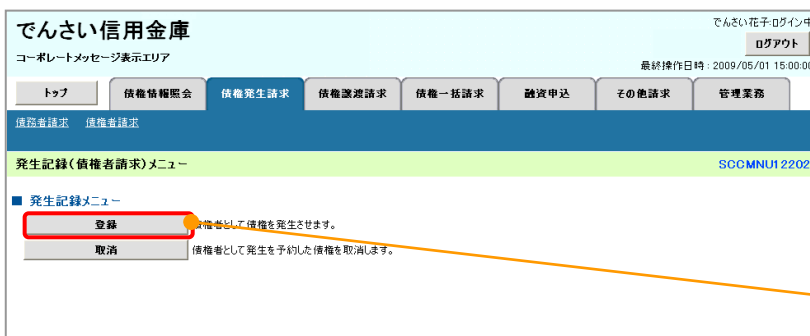 でんさい信用金庫
でんさい花子:ログイン中
ログアウト
コーポレートメッセージ表示エリア
最終操作日時:2009/05/01 15:00:00
トップ 債権情報照会 債権発生請求 債権譲渡請求 債権一括請求 融資申込 その他請求 管理業務
債務者請求 債権者請求
発生記録(債権者請求)メニュー SCCMNU12202
■ 発生記録メニュー
登録 債権者として債権を発生させます。
取消 債権者として発生を予約した債権を取消します。